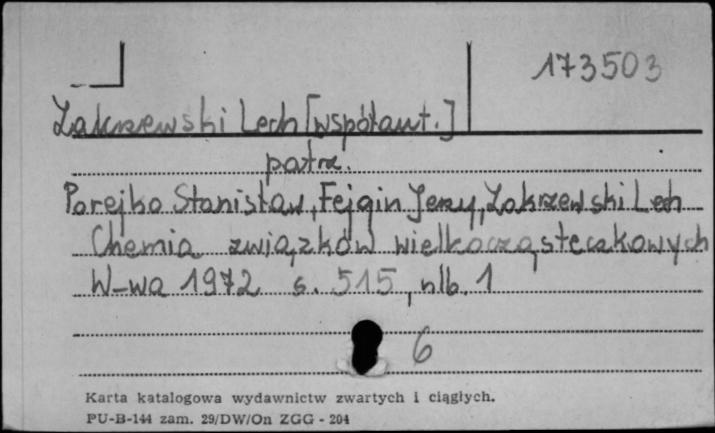 173503
Zakrzewski Lech [współaut.]
patrz.
Porejko Stanisław, Fejgin Jerzy, Zakrzewski Lech
Chemia związków wielkocząsteczkowych
W-wa 1972 s. 515, nlb. 1
6
Karta katalogowa wydawnictw zwartych i ciągłych.
PU-B-144 zam. 29/DW/On ZGG - 204